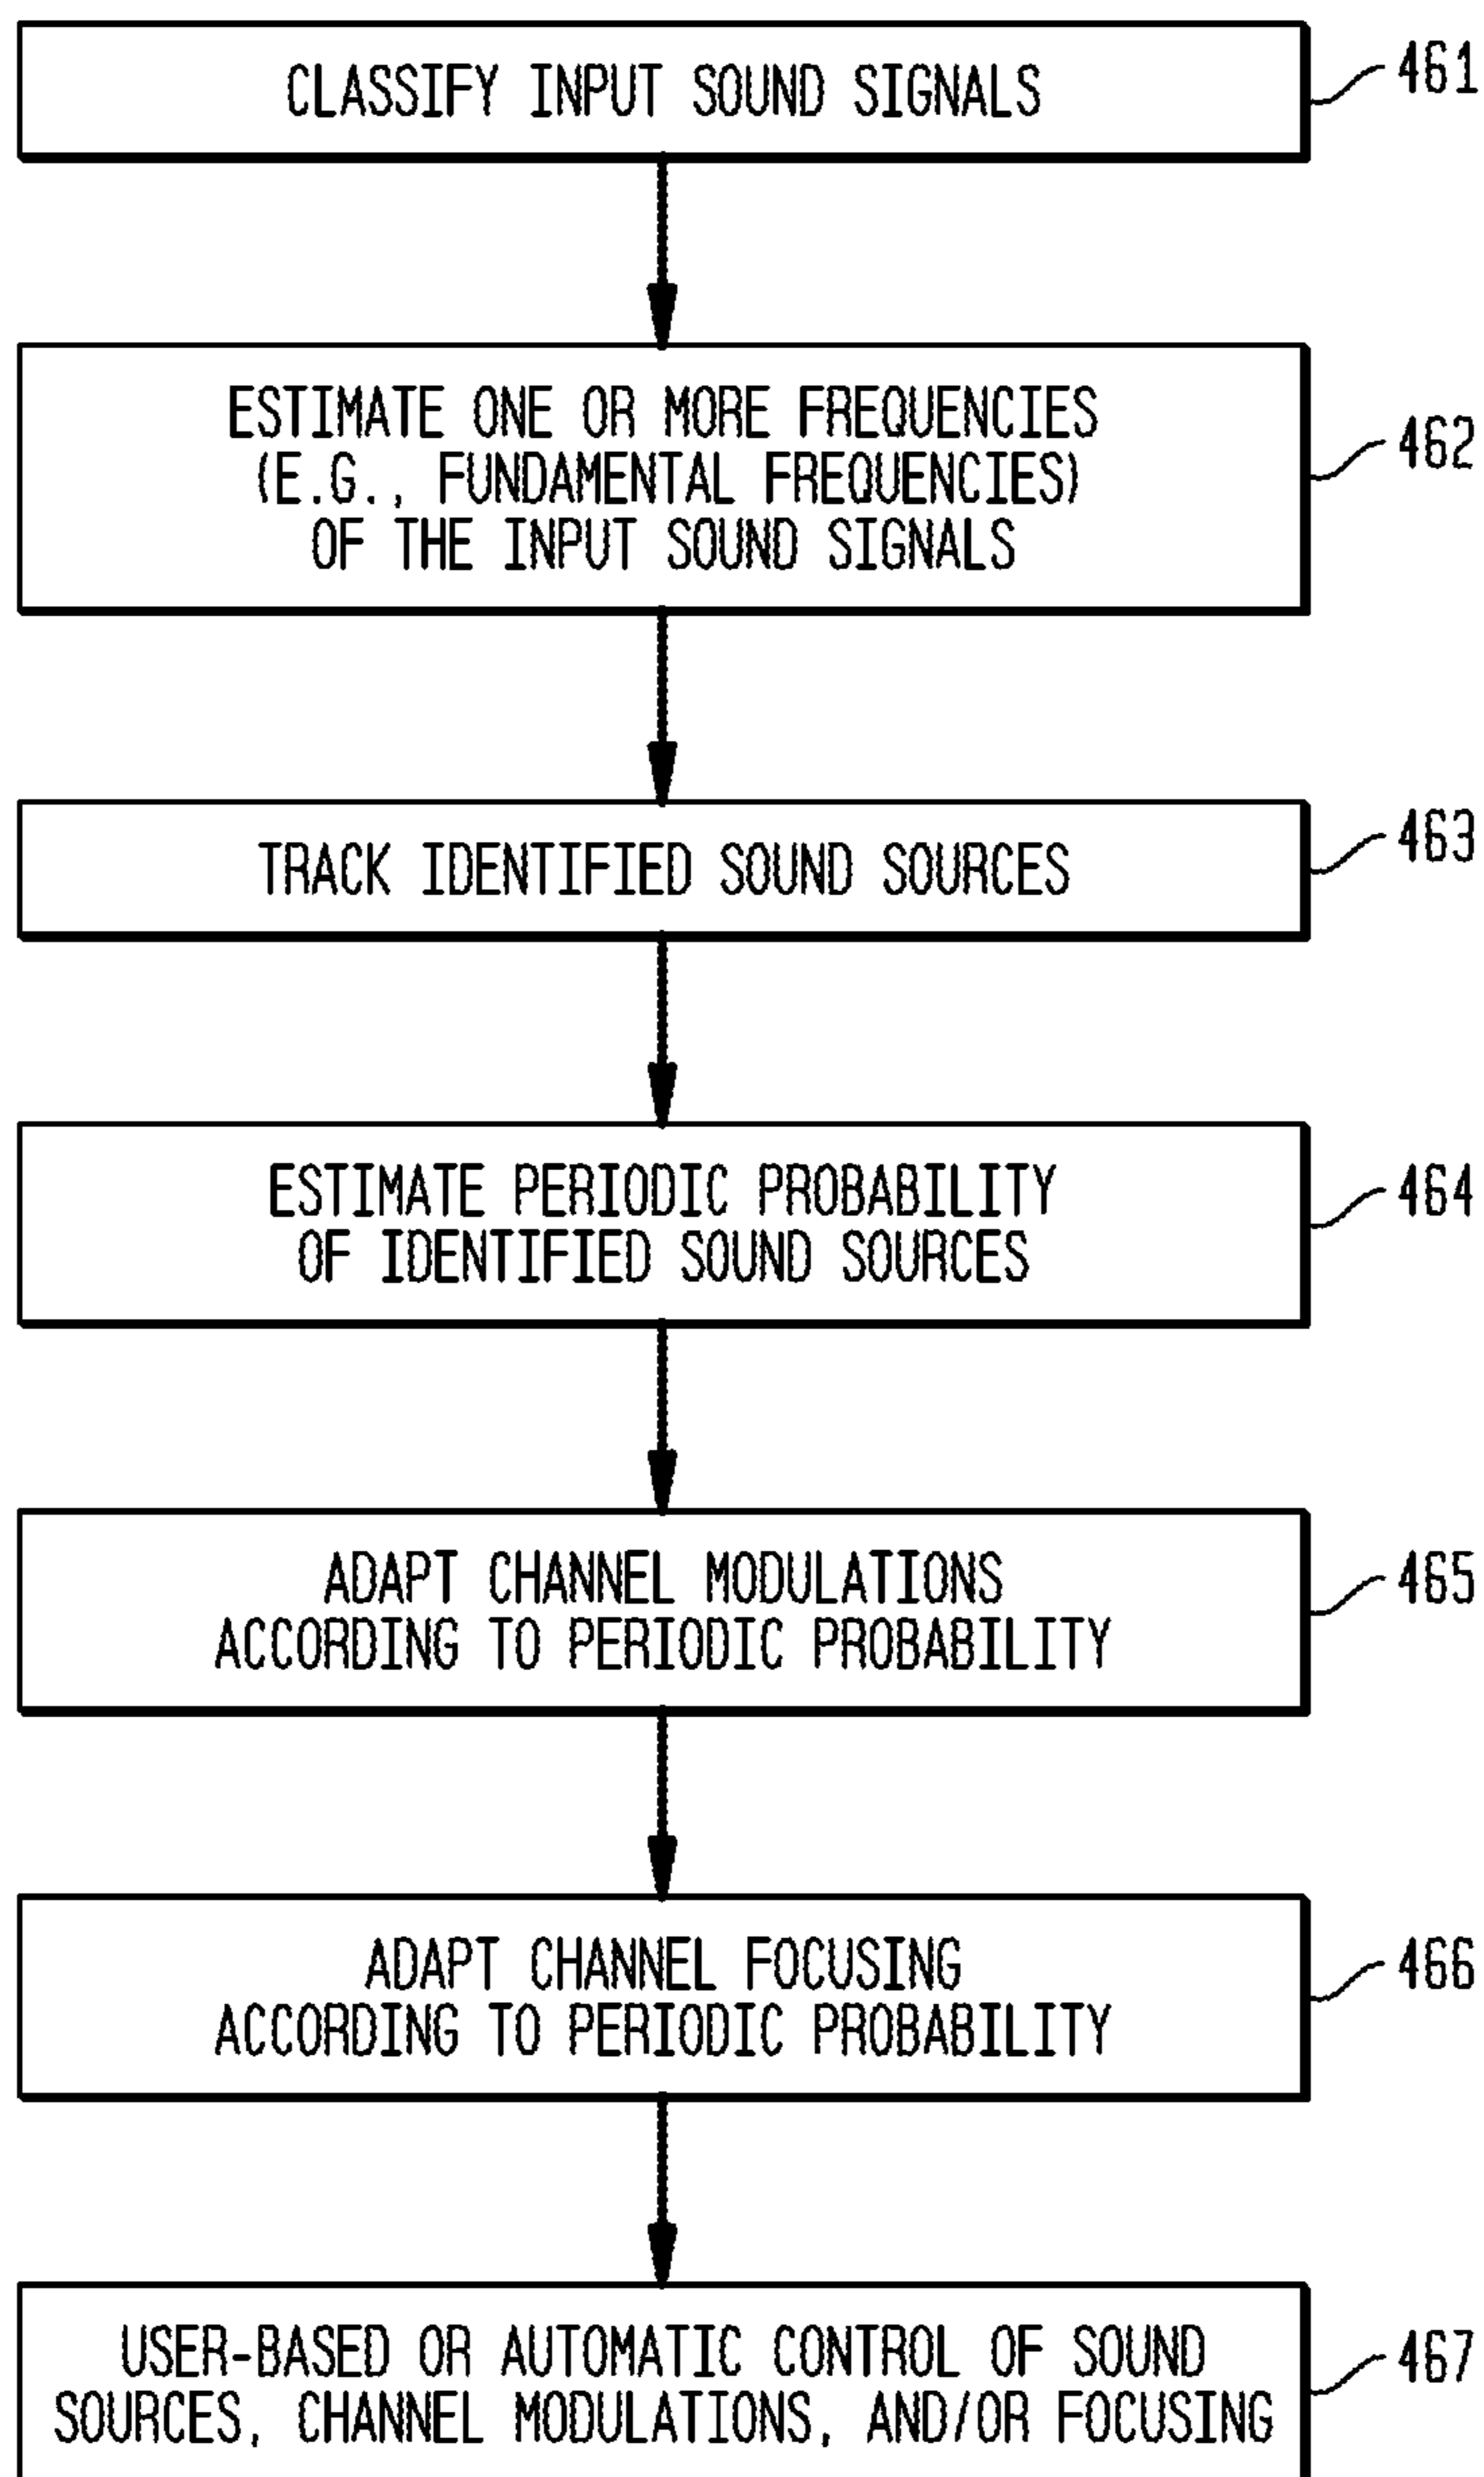 CLASSIFY INPUT SOUND SIGNALS
461
ESTIMATE ONE OR MORE FREQUENCIES
(E.G., FUNDAMENTAL FREQUENCIES)
OF THE INPUT SOUND SIGNALS
462
TRACK IDENTIFIED SOUND SOURCES
463
ESTIMATE PERIODIC PROBABILITY
OF IDENTIFIED SOUND SOURCES
464
ADAPT CHANNEL MODULATIONS
ACCORDING TO PERIODIC PROBABILITY
465
ADAPT CHANNEL FOCUSING
ACCORDING TO PERIODIC PROBABILITY
466
USER-BASED OR AUTOMATIC CONTROL OF SOUND
SOURCES, CHANNEL MODULATIONS, AND/OR FOCUSING
467